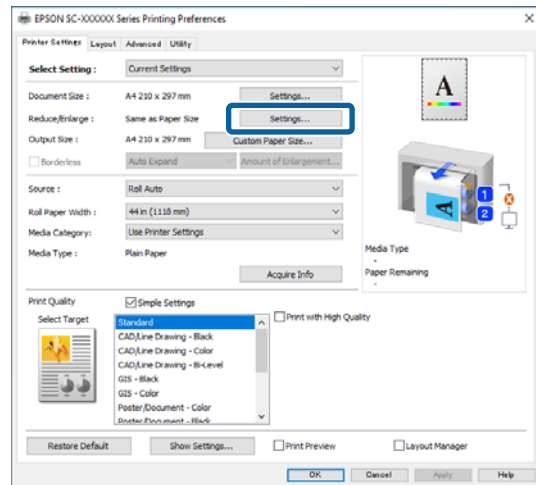 EPSON SC-XXXXXX Series Printing Preferences
Printer Settings Layout Advanced Utility
Select Setting : Current Settings
Document Size : A4 210 x 297 mm Settings...
Reduce/Enlarge : Same as Paper Size Settings...
Output Size : A4 210 x 297 mm Custom Paper Size...
Borderless Auto Expand Amount of Enlargement...
Source : Roll Auto
Roll Paper Width : 44 in (1118 mm)
Media Category: Use Printer Settings
Media Type : Plain Paper
Acquire Info
A
A
1
2
Media Type
-
Paper Remaining
-
Print Quality Simple Settings
Select Target
Standard
CAD/Line Drawing - Black
CAD/Line Drawing - Color
CAD/Line Drawing - Bi-Level
GIS - Black
GIS - Color
Poster/Document - Color
Poster/Document - Black
Print with High Quality
Restore Default Show Settings... Print Preview Layout Manager
OK Cancel Apply Help